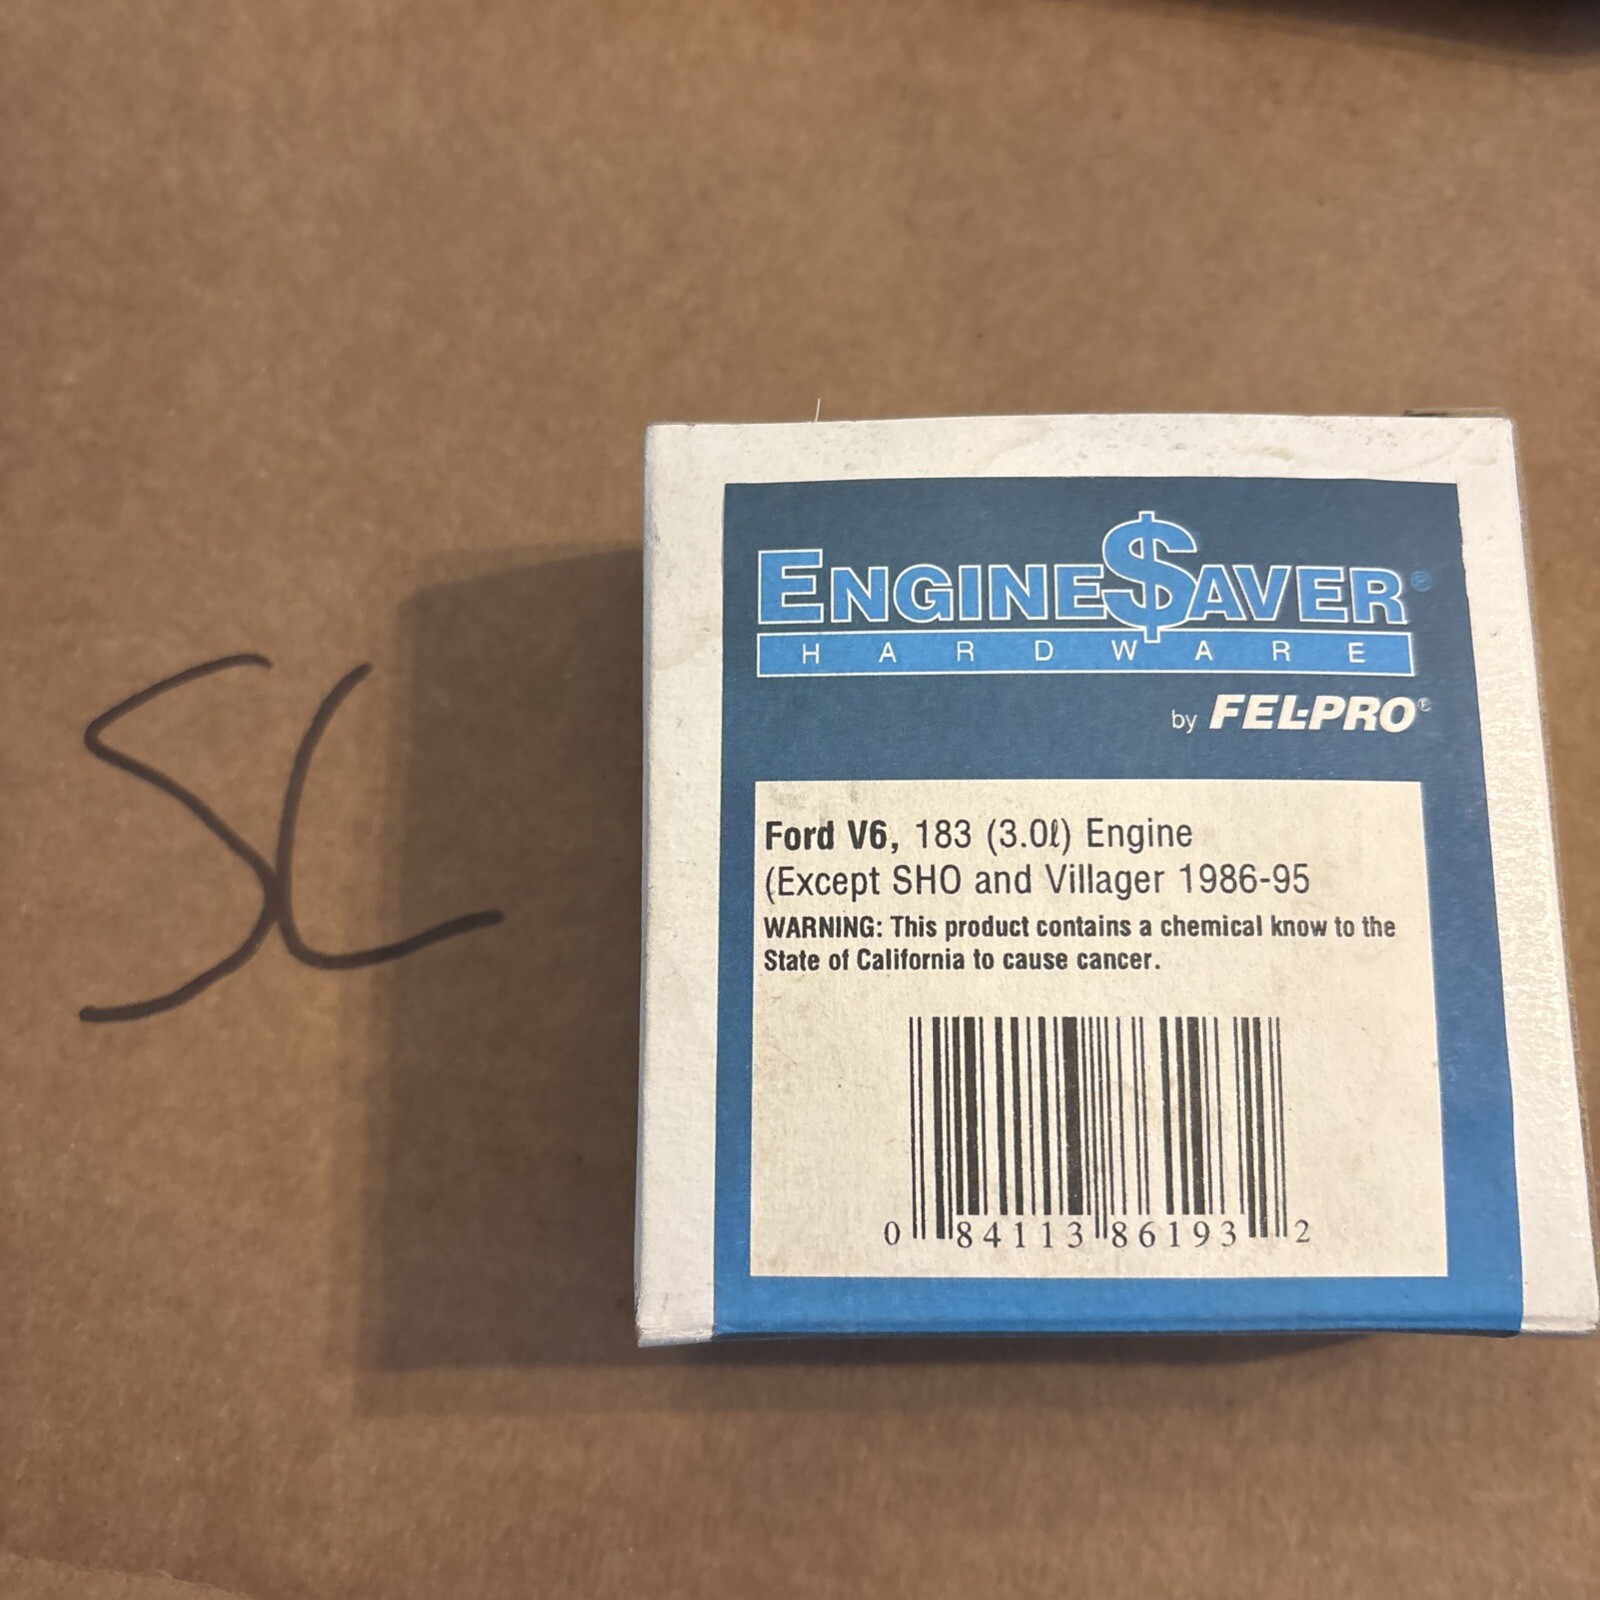 SC
ENGINE$AVER®
HARDWARE
by FEL-PRO®
Ford V6, 183 (3.0ℓ) Engine
(Except SHO and Villager 1986-95
WARNING: This product contains a chemical know to the
State of California to cause cancer.
0 84113 86193 2